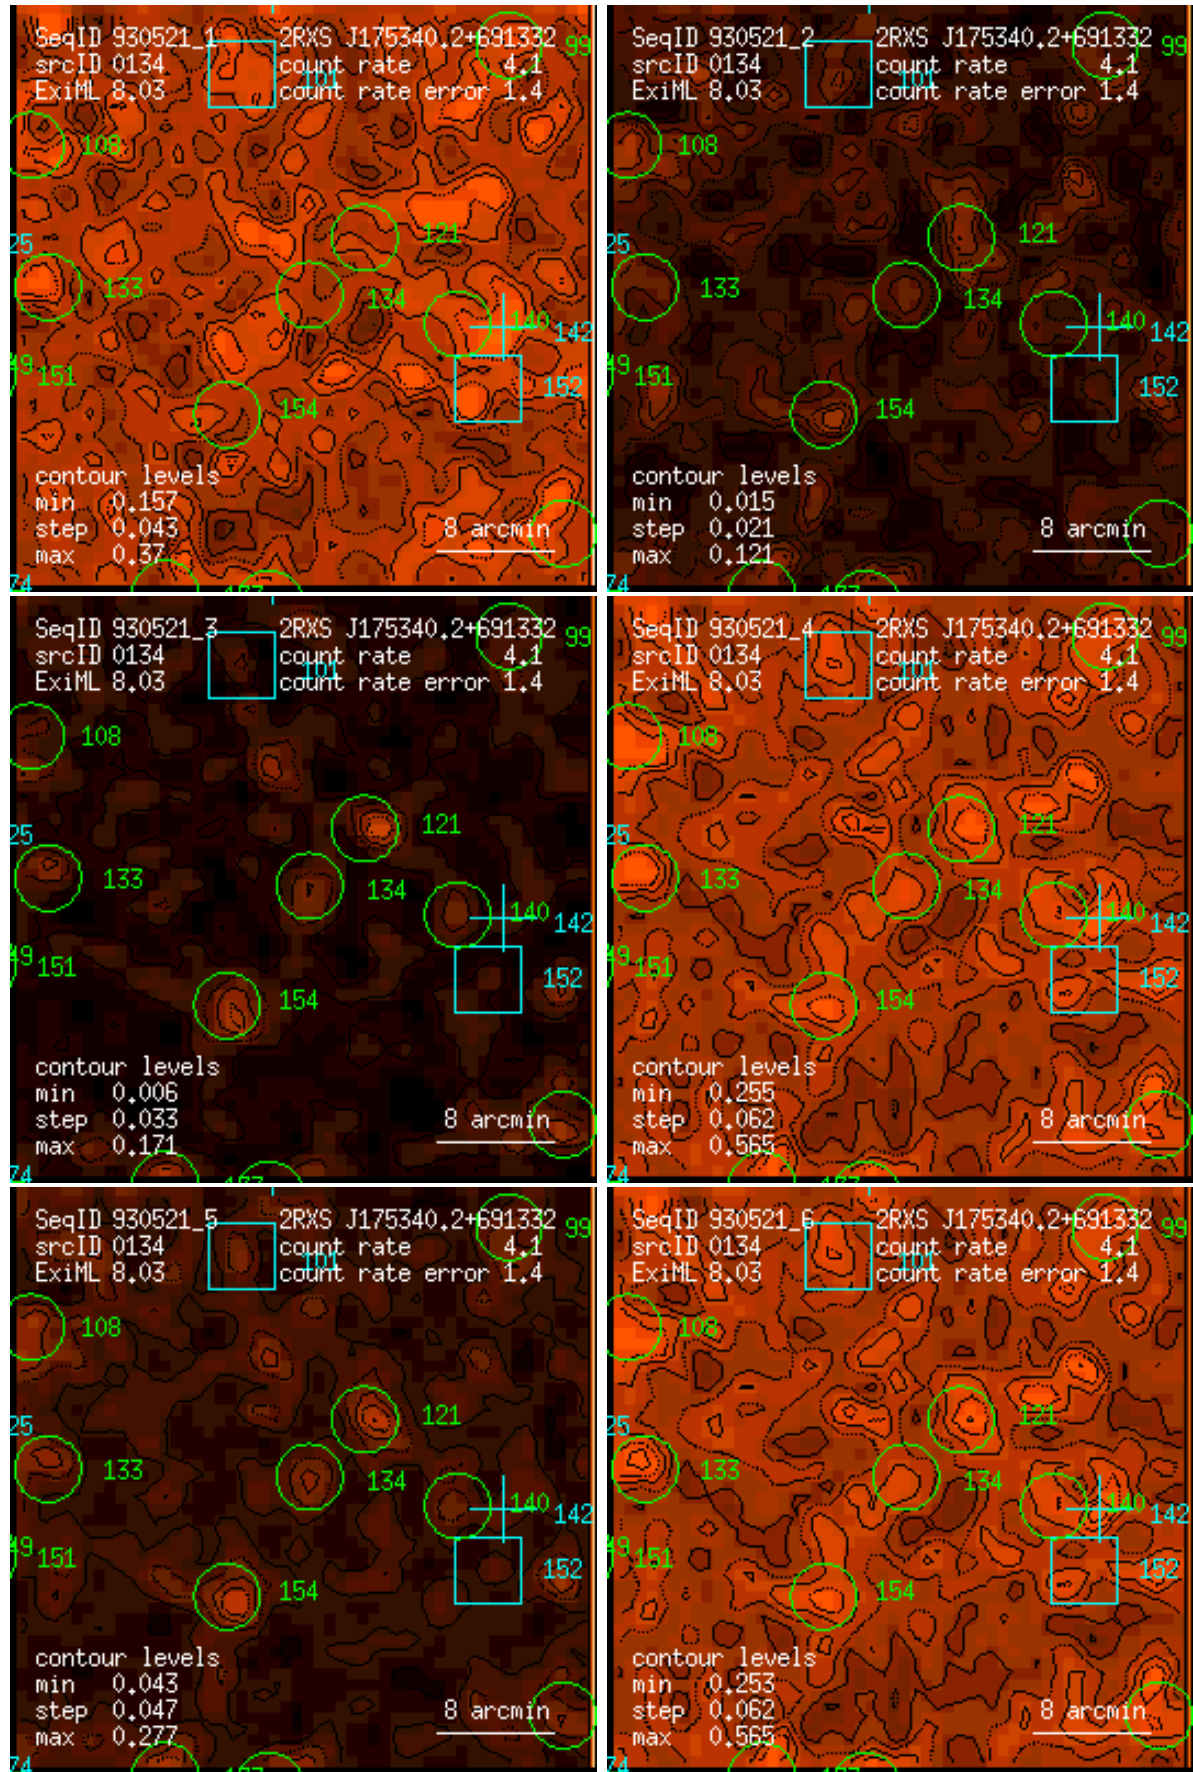 SeqID 930521_1 2RXS J175340.2+691332 99
srcID 0134 count rate 4.1
101
ExiML 8.03 count rate error 1.4
108
121
25
133 134
140 142
49 151 152
154
contour levels
min 0.157
step 0.043 8 arcmin
max 0.37
74
SeqID 930521_2 2RXS J175340.2+691332 99
srcID 0134 count rate 4.1
101
ExiML 8.03 count rate error 1.4
108
121
25
133 134
140 142
49 151 152
154
contour levels
min 0.015
step 0.021 8 arcmin
max 0.121
74
SeqID 930521_3 2RXS J175340.2+691332 99
srcID 0134 count rate 4.1
101
ExiML 8.03 count rate error 1.4
108
121
25
133 134
140 142
49 151 152
154
contour levels
min 0.006
step 0.033 8 arcmin
max 0.171
74
SeqID 930521_4 2RXS J175340.2+691332 99
srcID 0134 count rate 4.1
101
ExiML 8.03 count rate error 1.4
108
121
25
133 134
140 142
49 151 152
154
contour levels
min 0.255
step 0.062 8 arcmin
max 0.565
74
SeqID 930521_5 2RXS J175340.2+691332 99
srcID 0134 count rate 4.1
101
ExiML 8.03 count rate error 1.4
108
121
25
133 134
140 142
49 151 152
154
contour levels
min 0.043
step 0.047 8 arcmin
max 0.277
74
SeqID 930521_6 2RXS J175340.2+691332 99
srcID 0134 count rate 4.1
101
ExiML 8.03 count rate error 1.4
108
121
25
133 134
140 142
49 151 152
154
contour levels
min 0.253
step 0.062 8 arcmin
max 0.565
74